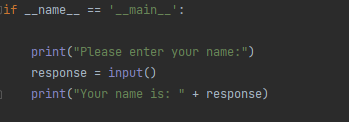 if __name__ == '__main__':
    print("Please enter your name:")
    response = input()
    print("Your name is: " + response)